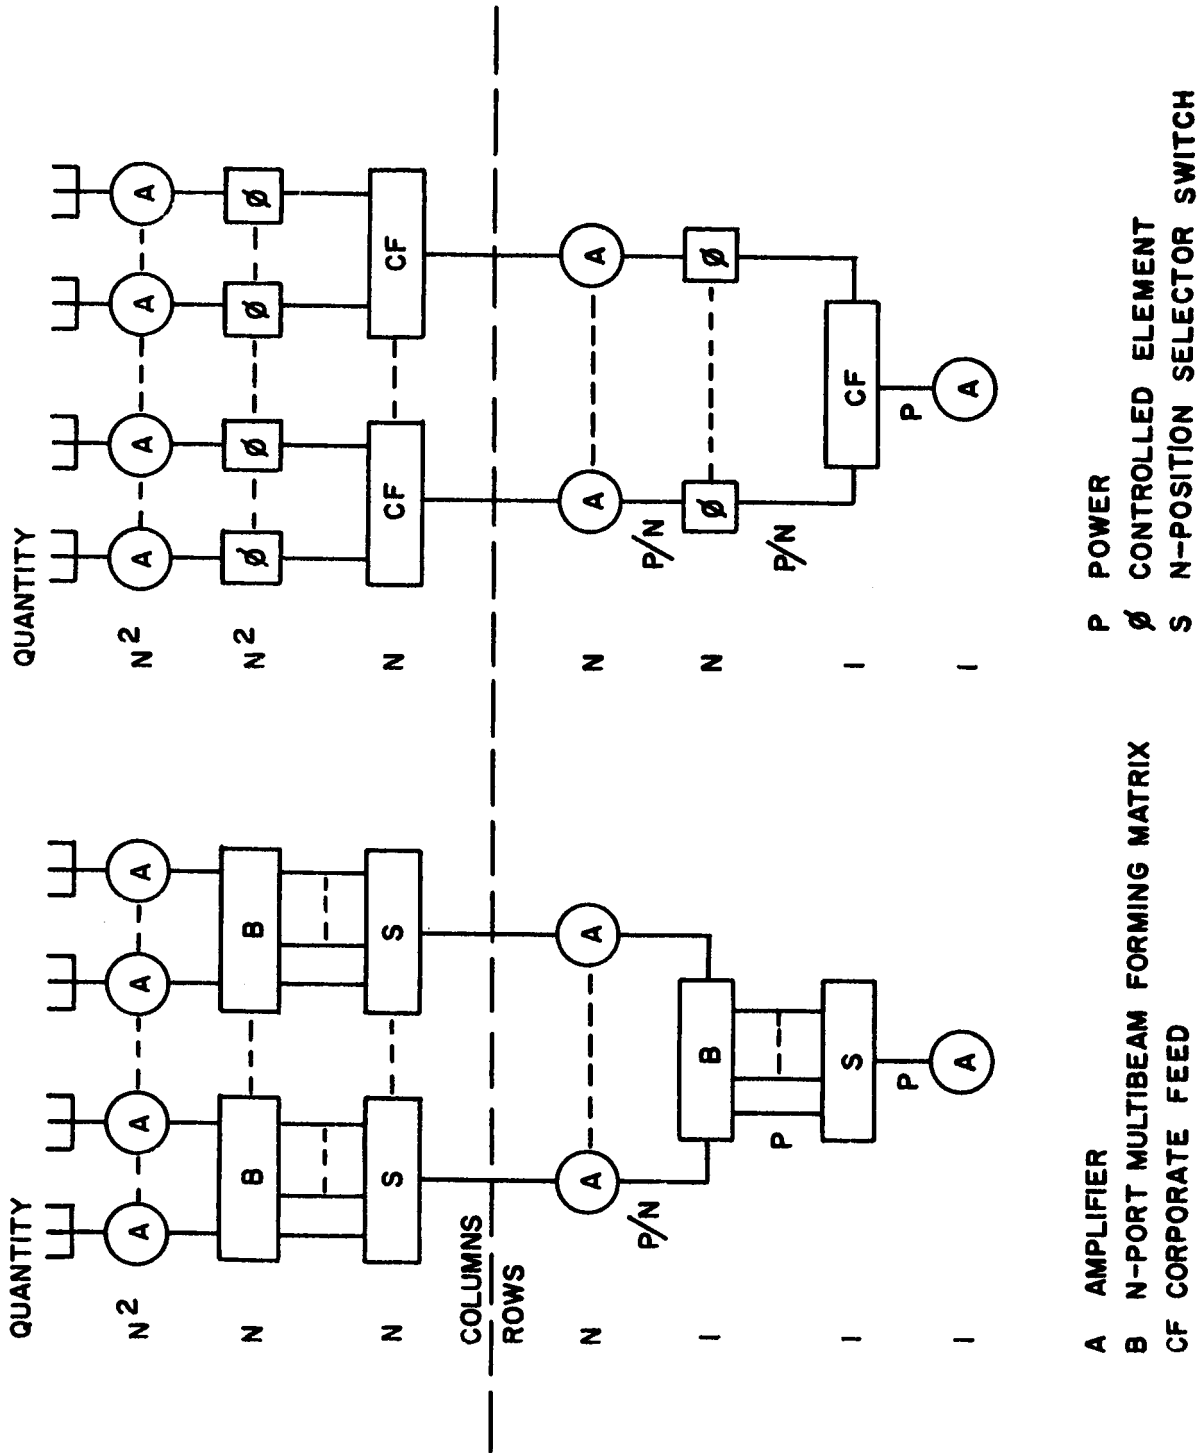 QUANTITY
QUANTITY
N² A A A A
N² A A A A
N B B
N² Ø Ø Ø Ø
N S S
N CF CF
COLUMNS
ROWS
N A A
N A A
P/N
P/N
I B
N Ø Ø
P
P/N
I S
I CF
P
P
I A
I A
A AMPLIFIER
B N-PORT MULTIBEAM FORMING MATRIX
CF CORPORATE FEED
P POWER
Ø CONTROLLED ELEMENT
S N-POSITION SELECTOR SWITCH